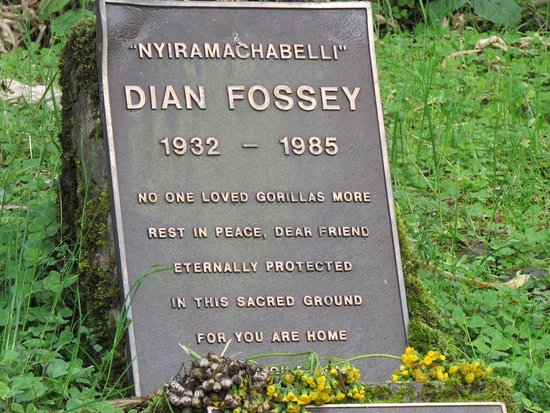 "NYIRAMACHABELLI"
DIAN FOSSEY
1932 – 1985
NO ONE LOVED GORILLAS MORE
REST IN PEACE, DEAR FRIEND
ETERNALLY PROTECTED
IN THIS SACRED GROUND
FOR YOU ARE HOME